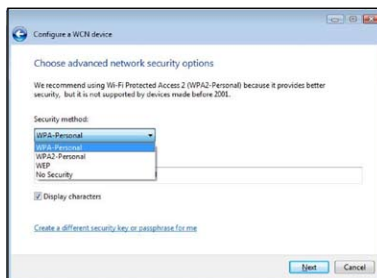 Configure a WCN device
Choose advanced network security options
We recommend using Wi-Fi Protected Access 2 (WPA2-Personal) because it provides better
security, but it is not supported by devices made before 2001.
Security method:
WPA-Personal
WPA-Personal
WPA2-Personal
WEP
No Security
Display characters
Create a different security key or passphrase for me
Next
Cancel